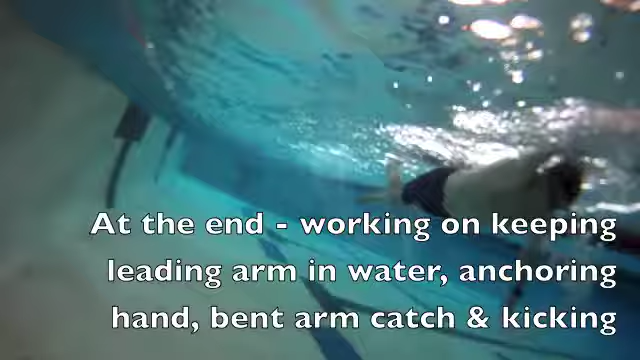 At the end - working on keeping
leading arm in water, anchoring
hand, bent arm catch & kicking